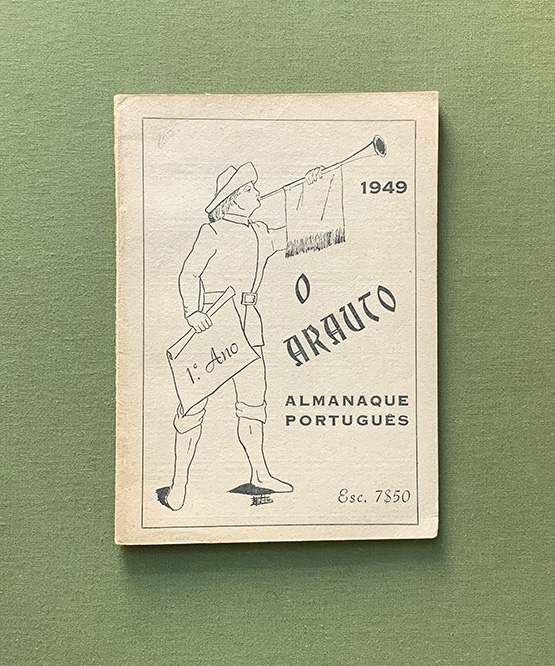 1949
O
ARAUTO
1.º Ano
ALMANAQUE
PORTUGUÊS
Esc. 7$50